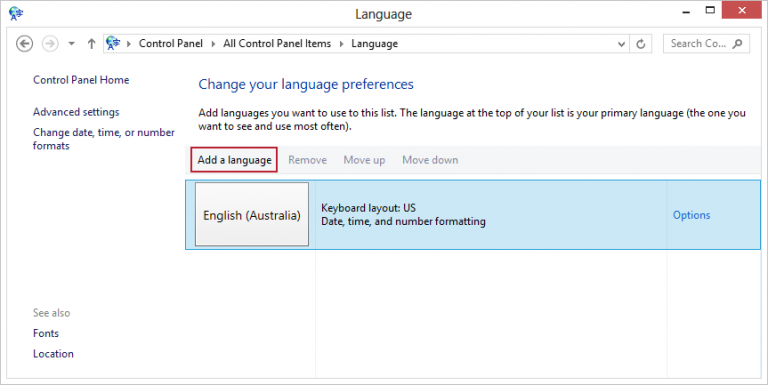 Language
Control Panel All Control Panel Items Language
Search Co...
Control Panel Home
Advanced settings
Change date, time, or number
formats
Change your language preferences
Add languages you want to use to this list. The language at the top of your list is your primary language (the one you
want to see and use most often).
Add a language Remove Move up Move down
English (Australia)
Keyboard layout: US
Date, time, and number formatting
Options
See also
Fonts
Location